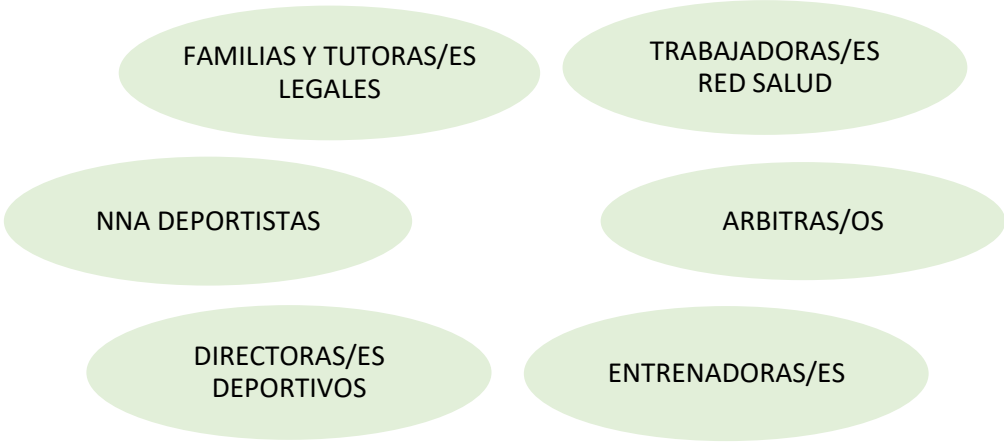 FAMILIAS Y TUTORAS/ES
LEGALES
TRABAJADORAS/ES
RED SALUD
NNA DEPORTISTAS
ARBITRAS/OS
DIRECTORAS/ES
DEPORTIVOS
ENTRENADORAS/ES